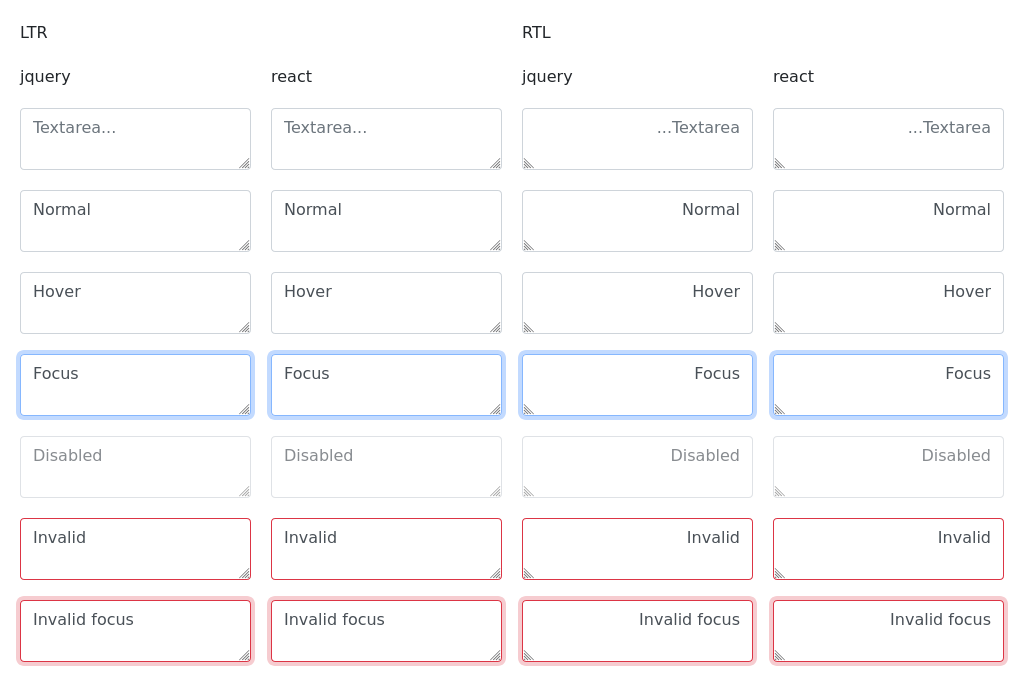 LTR RTL
jquery react jquery react
Textarea... Textarea... ...Textarea ...Textarea
Normal Normal Normal Normal
Hover Hover Hover Hover
Focus Focus Focus Focus
Disabled Disabled Disabled Disabled
Invalid Invalid Invalid Invalid
Invalid focus Invalid focus Invalid focus Invalid focus